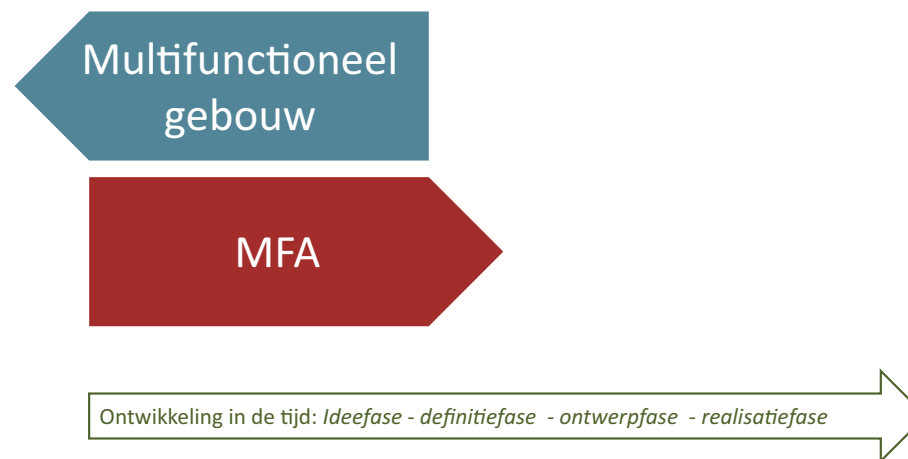 Multifunctioneel
gebouw
MFA
Ontwikkeling in de tijd: Ideefase - definitiefase - ontwerpfase - realisatiefase